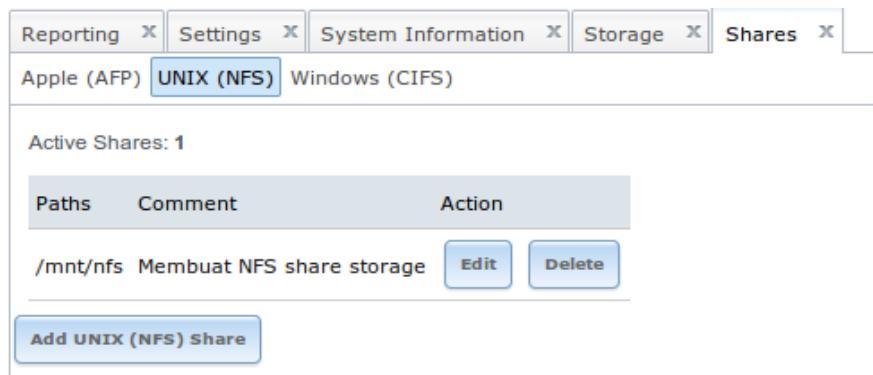 Reporting X Settings X System Information X Storage X Shares X
Apple (AFP) UNIX (NFS) Windows (CIFS)
Active Shares: 1
Paths Comment Action
/mnt/nfs Membuat NFS share storage Edit Delete
Add UNIX (NFS) Share